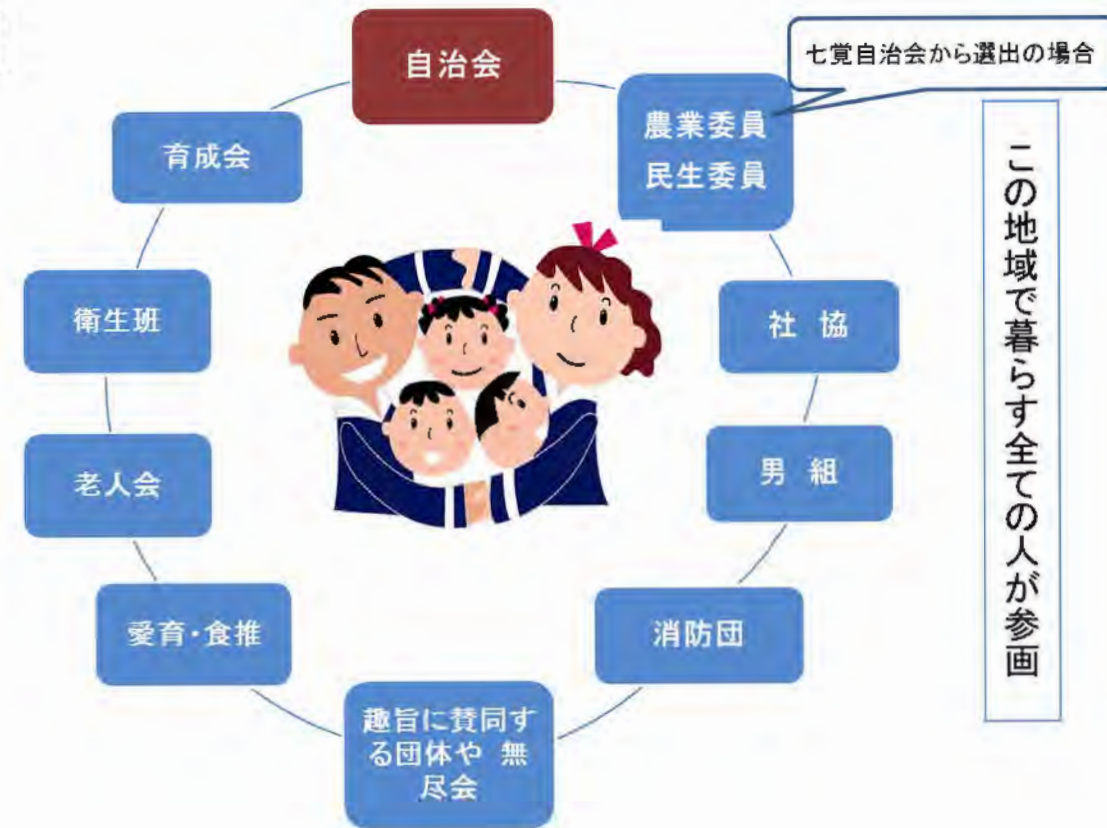 自治会
七覚自治会から選出の場合
農業委員
民生委員
社 協
男 組
消防団
趣旨に賛同す
る団体や 無
尽会
愛育・食推
老人会
衛生班
育成会
この地域で暮らす全ての人が参画